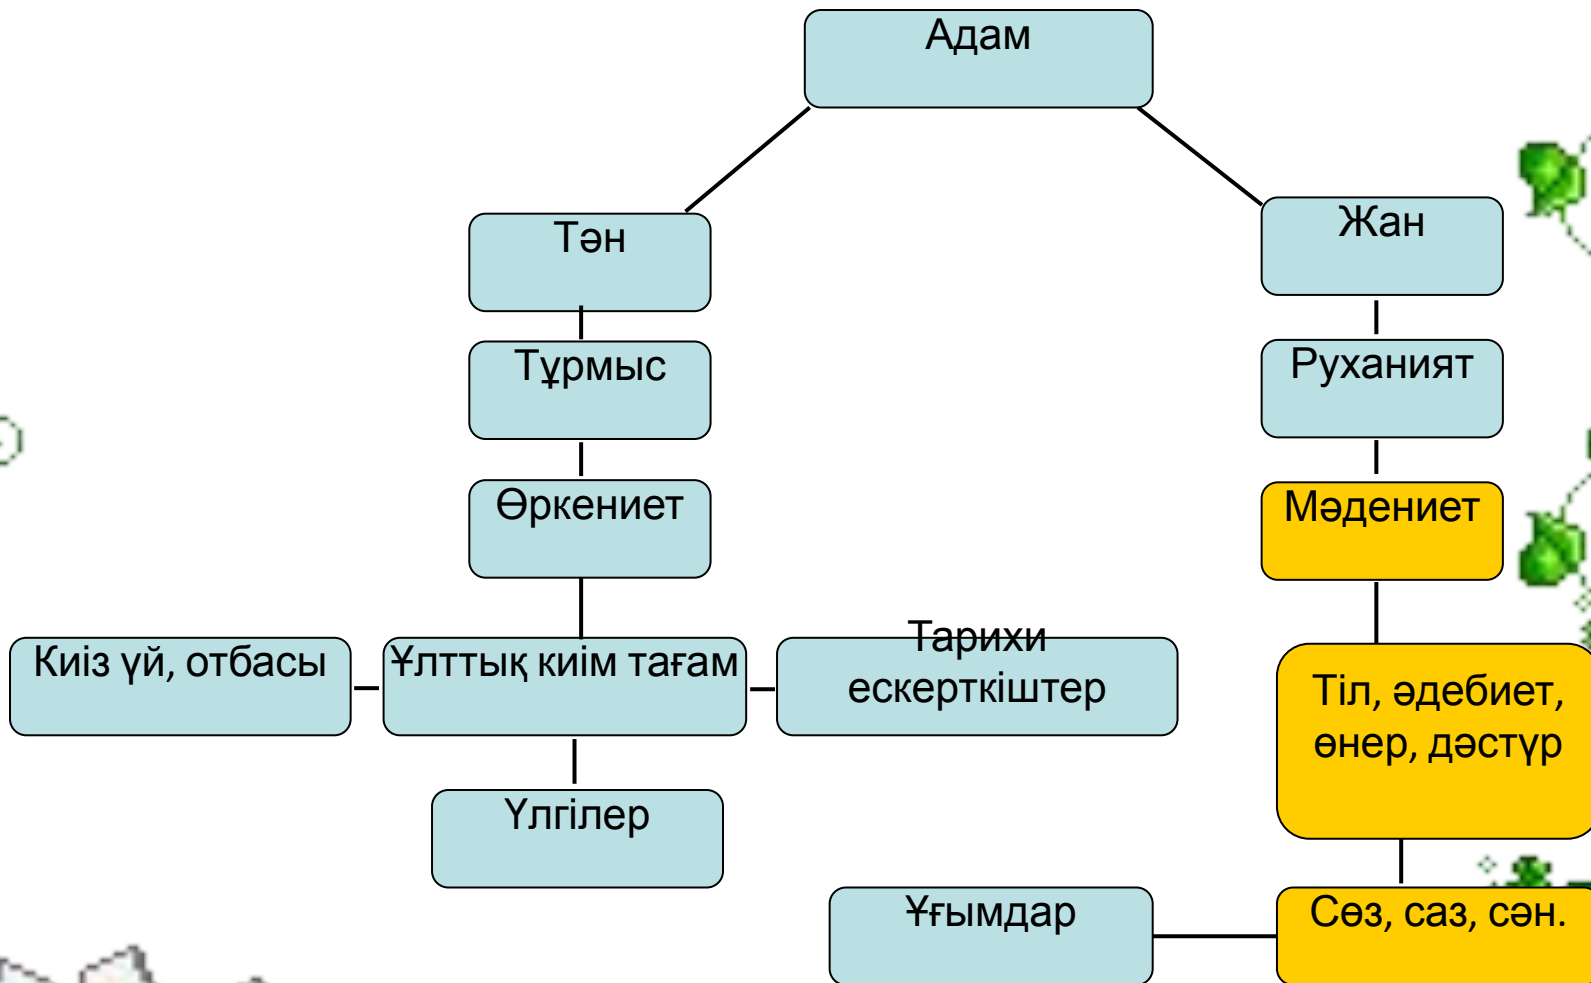 Адам
Тән
Жан
Тұрмыс
Руханият
Өркениет
Мәдениет
Киіз үй, отбасы
Ұлттық киім тағам
Тарихи
ескерткіштер
Тіл, әдебиет,
өнер, дәстүр
Үлгілер
Ұғымдар
Сөз, саз, сән.